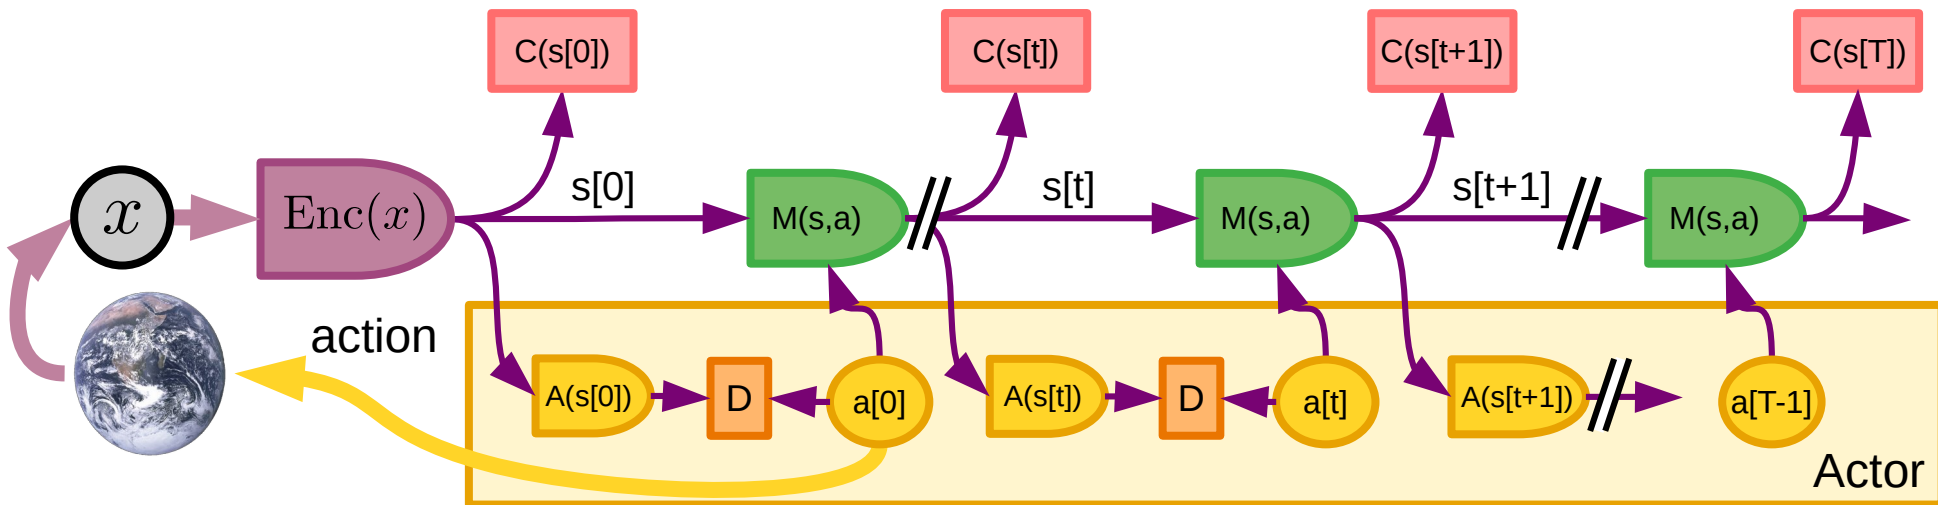 C(s[0])
C(s[t])
C(s[t+1])
C(s[T])
x
Enc(x)
s[0]
M(s,a)
s[t]
M(s,a)
s[t+1]
M(s,a)
action
A(s[0])
D
a[0]
A(s[t])
D
a[t]
A(s[t+1])
a[T-1]
Actor